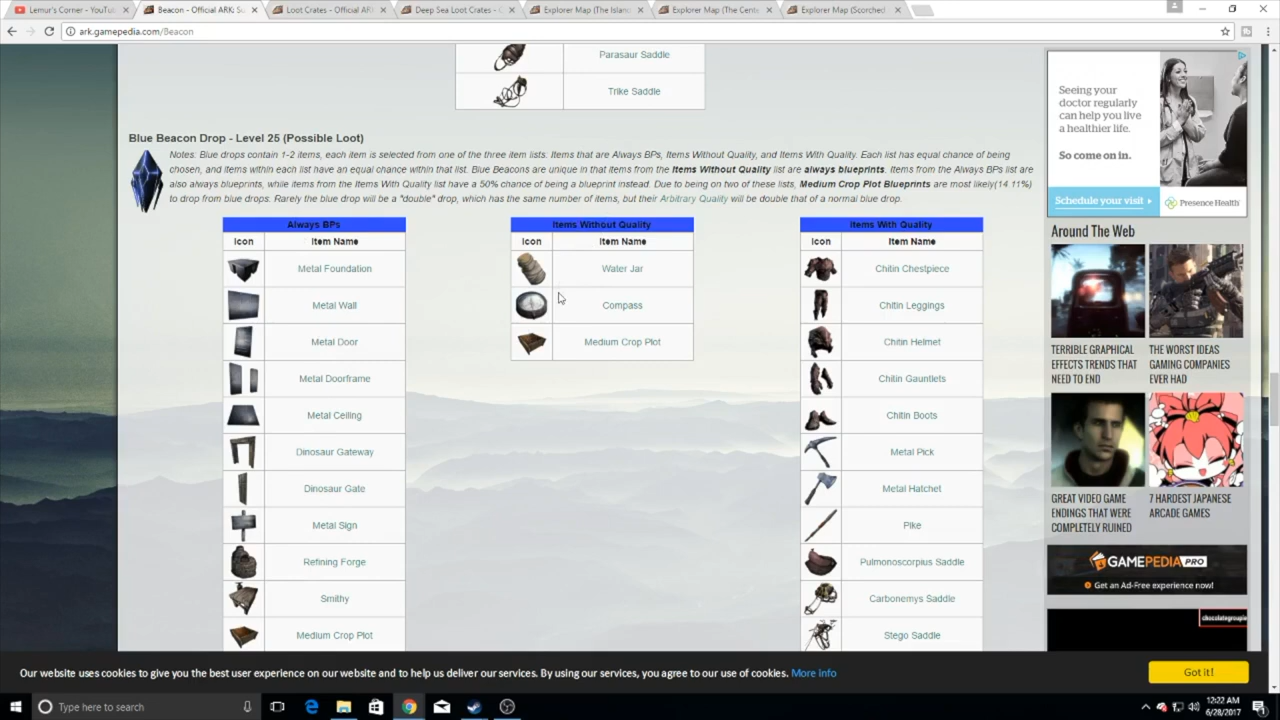 Lemur's Corner - YouTu
Beacon - Official ARK: Su
Loot Crates - Official AR
Deep Sea Loot Crates -
Explorer Map (The Islan
Explorer Map (The Cent
Explorer Map (Scorched
ark.gamepedia.com/Beacon
Parasaur Saddle
Trike Saddle
Blue Beacon Drop - Level 25 (Possible Loot)
Notes: Blue drops contain 1-2 items, each item is selected from one of the three item lists. Items that are Always BPs, Items Without Quality, and Items With Quality. Each list has equal chance of being
chosen, and items within each list have an equal chance within that list. Blue Beacons are unique in that items from the Items Without Quality list are always blueprints. Items from the Always BPs list are
also always blueprints, while items from the Items With Quality list have a 50% chance of being a blueprint instead. Due to being on two of these lists, Medium Crop Plot Blueprints are most likely(14.11%)
to drop from blue drops. Rarely the blue drop will be a "double" drop, which has the same number of items, but their Arbitrary Quality will be double that of a normal blue drop.
Always BPs
Icon Item Name
Metal Foundation
Metal Wall
Metal Door
Metal Doorframe
Metal Ceiling
Dinosaur Gateway
Dinosaur Gate
Metal Sign
Refining Forge
Smithy
Medium Crop Plot
Items Without Quality
Icon Item Name
Water Jar
Compass
Medium Crop Plot
Items With Quality
Icon Item Name
Chitin Chestpiece
Chitin Leggings
Chitin Helmet
Chitin Gauntlets
Chitin Boots
Metal Pick
Metal Hatchet
Pike
Pulmonoscorpius Saddle
Carbonemys Saddle
Stego Saddle
Seeing your
doctor regularly
can help you live
a healthier life.
So come on in.
Schedule your visit
Presence Health
Around The Web
TERRIBLE GRAPHICAL
EFFECTS TRENDS THAT
NEED TO END
THE WORST IDEAS
GAMING COMPANIES
EVER HAD
GREAT VIDEO GAME
ENDINGS THAT WERE
COMPLETELY RUINED
7 HARDEST JAPANESE
ARCADE GAMES
GAMEPEDIA PRO
Get an Ad-Free experience now!
chocolategroupie
Our website uses cookies to give you the best user experience on our website and to help us deliver our services. By using our services, you agree to our use of cookies. More info
Got it!
Type here to search
12:22 AM
6/28/2017